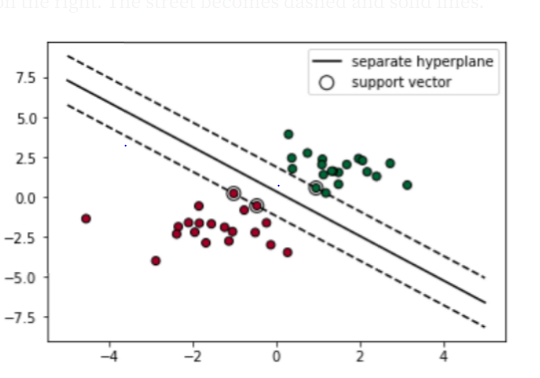 on the right. The street becomes dashed and solid lines.
separate hyperplane
support vector
7.5
5.0
2.5
0.0
−2.5
−5.0
−7.5
−4 −2 0 2 4